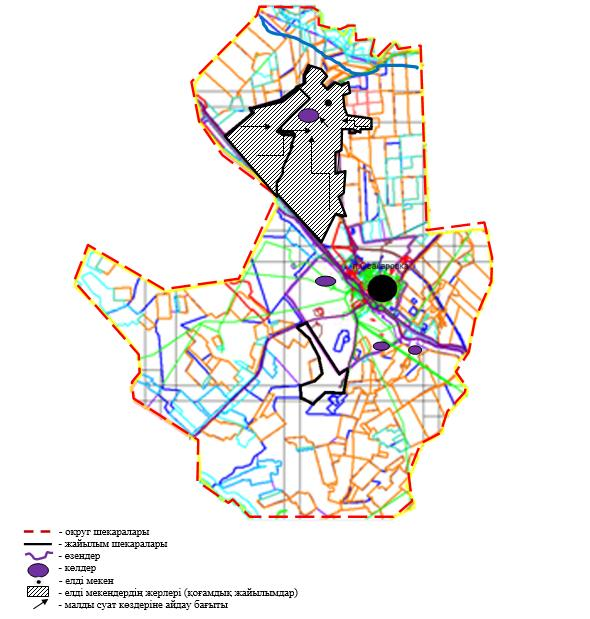 - округ шекаралары
- жайылым шекаралары
- өзендер
- көлдер
- елді мекен
- елді мекендердің жерлері (қоғамдық жайылымдар)
- малды суат көздеріне айдау бағыты